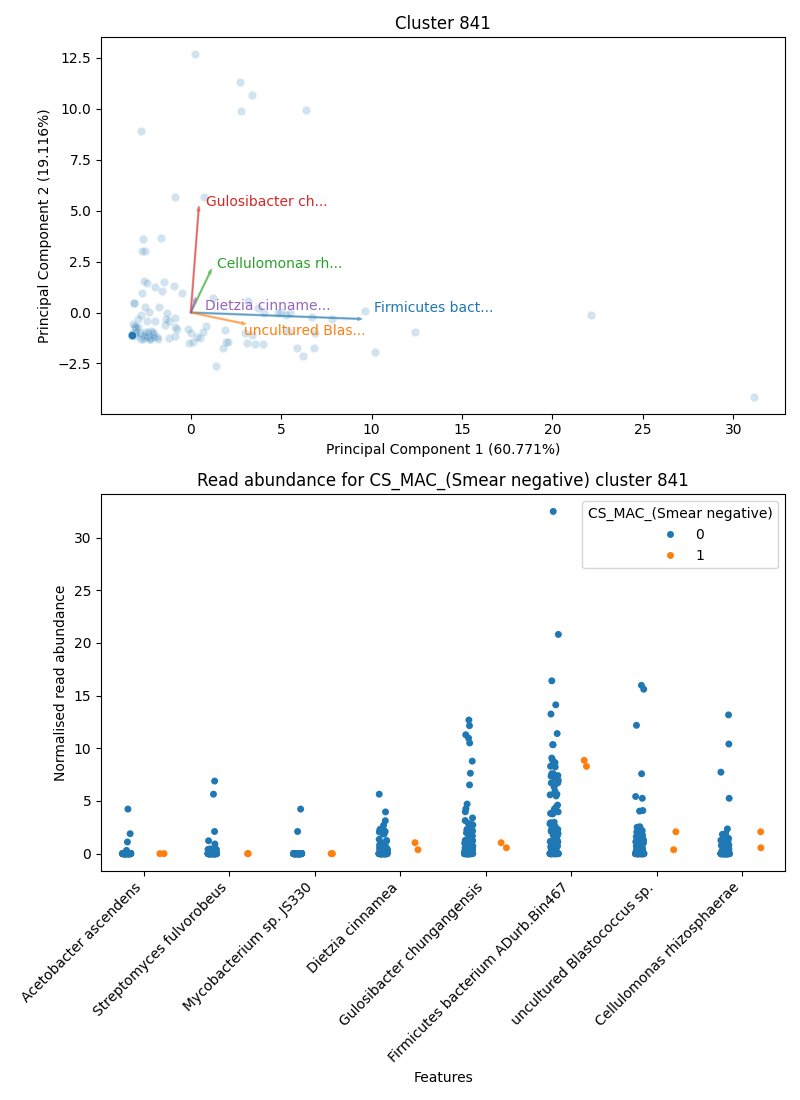 Cluster 841
12.5
10.0
7.5
5.0
2.5
0.0
−2.5
Principal Component 2 (19.116%)
Gulosibacter ch...
Cellulomonas rh...
Dietzia cinname...
Firmicutes bact...
uncultured Blas...
0 5 10 15 20 25 30
Principal Component 1 (60.771%)
Read abundance for CS_MAC_(Smear negative) cluster 841
CS_MAC_(Smear negative)
0
1
30
25
20
15
10
5
0
Normalised read abundance
Acetobacter ascendens
Streptomyces fulvorobeus
Mycobacterium sp. JS330
Dietzia cinnamea
Gulosibacter chungangensis
Firmicutes bacterium ADurb.Bin467
uncultured Blastococcus sp.
Cellulomonas rhizosphaerae
Features